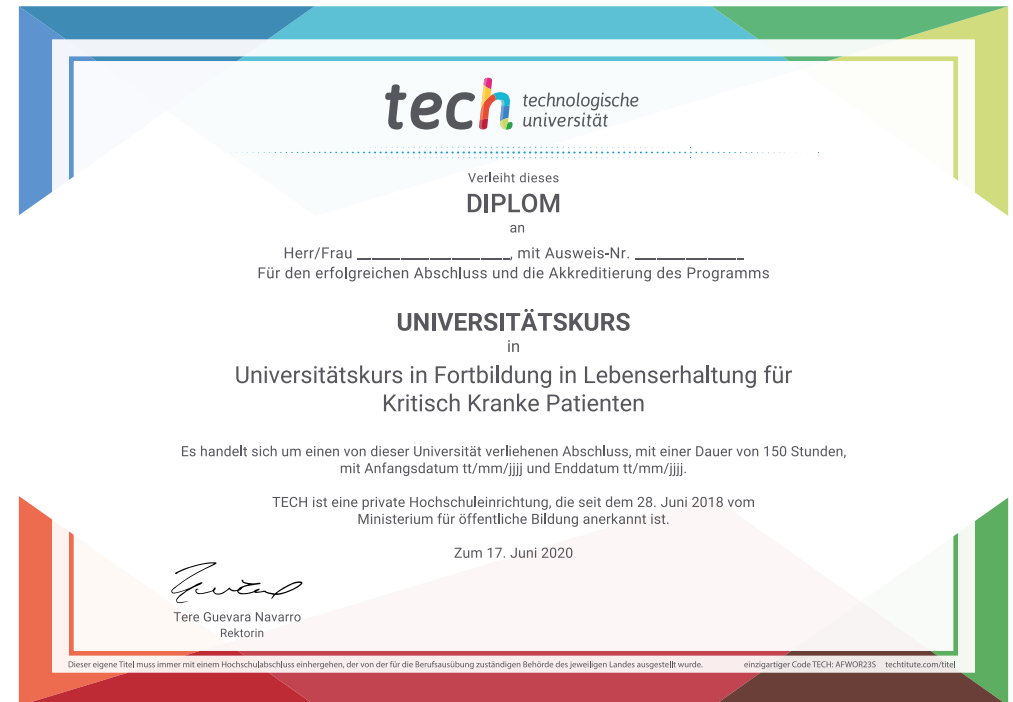 tech technologische
universität
Verleiht dieses
DIPLOM
an
Herr/Frau ____________________, mit Ausweis-Nr. ______________
Für den erfolgreichen Abschluss und die Akkreditierung des Programms
UNIVERSITÄTSKURS
in
Universitätskurs in Fortbildung in Lebenserhaltung für
Kritisch Kranke Patienten
Es handelt sich um einen von dieser Universität verliehenen Abschluss, mit einer Dauer von 150 Stunden,
mit Anfangsdatum tt/mm/jjjj und Enddatum tt/mm/jjjj.
TECH ist eine private Hochschuleinrichtung, die seit dem 28. Juni 2018 vom
Ministerium für öffentliche Bildung anerkannt ist.
Zum 17. Juni 2020
Tere Guevara Navarro
Rektorin
Dieser eigene Titel muss immer mit einem Hochschulabschluss einhergehen, der von der für die Berufsausübung zuständigen Behörde des jeweiligen Landes ausgestellt wurde. einzigartiger Code TECH: AFWOR23S techtitute.com/titel